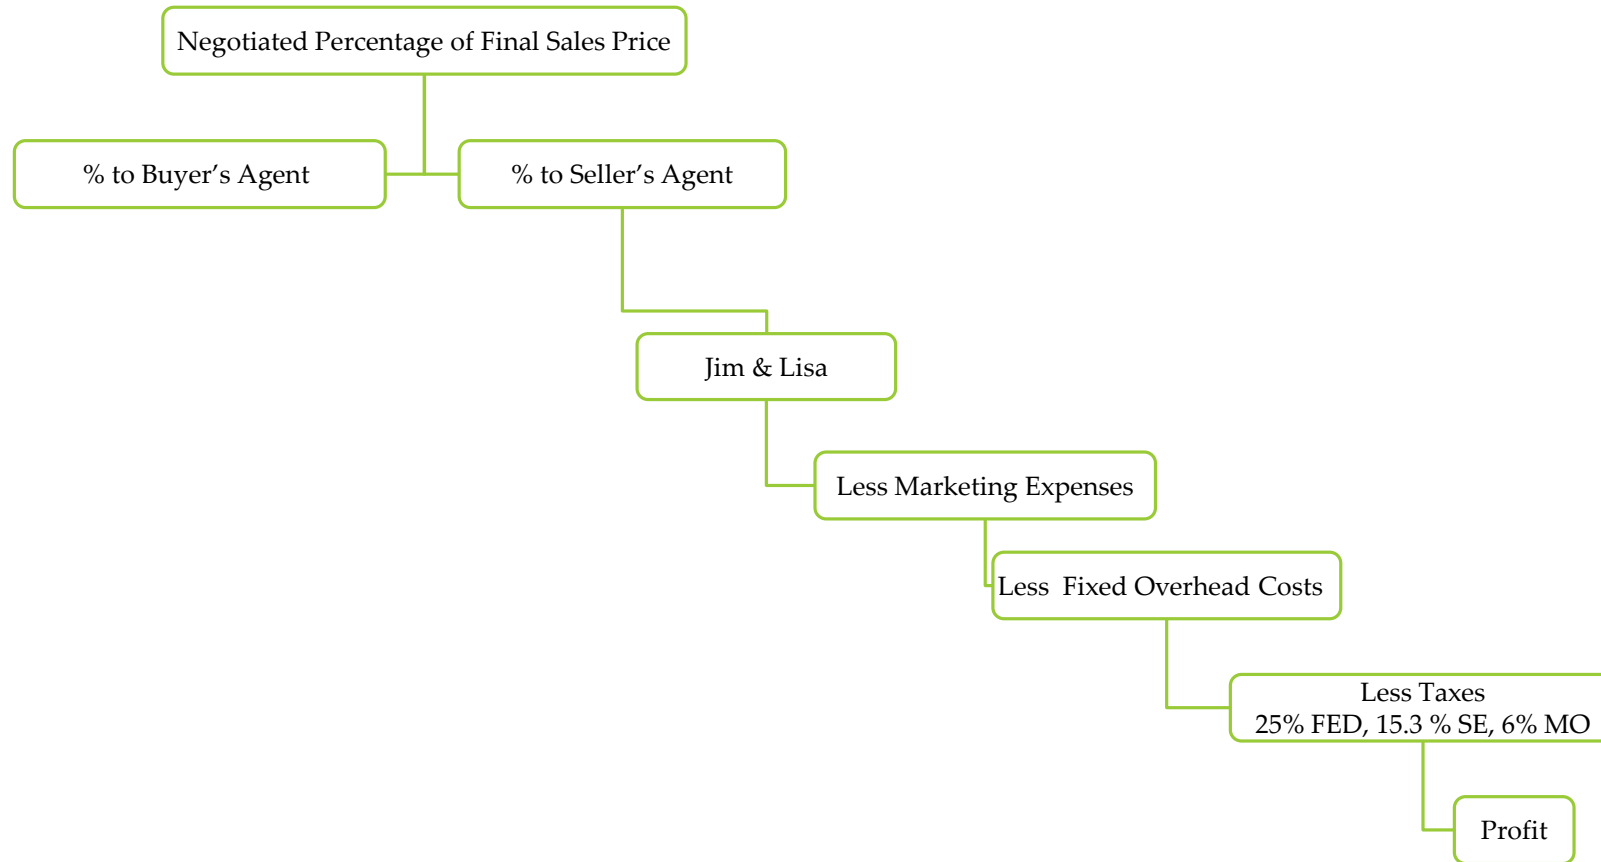 Negotiated Percentage of Final Sales Price
% to Buyer’s Agent
% to Seller’s Agent
Jim & Lisa
Less Marketing Expenses
Less  Fixed Overhead Costs
Less Taxes
25% FED, 15.3 % SE, 6% MO
Profit